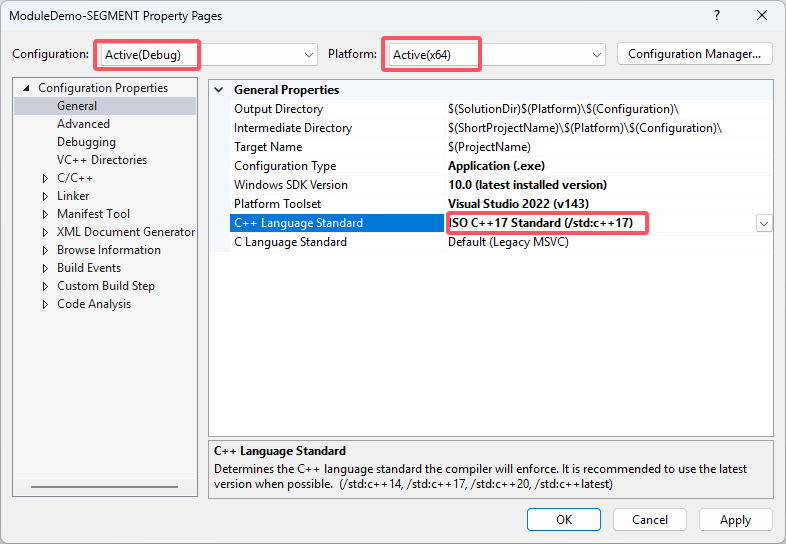 ModuleDemo-SEGMENT Property Pages
Configuration: Active(Debug) Platform: Active(x64) Configuration Manager...
Configuration Properties
General
Advanced
Debugging
VC++ Directories
C/C++
Linker
Manifest Tool
XML Document Generator
Browse Information
Build Events
Custom Build Step
Code Analysis
General Properties
Output Directory $(SolutionDir)$(Platform)\$(Configuration)\
Intermediate Directory $(ShortProjectName)\$(Platform)\$(Configuration)\
Target Name $(ProjectName)
Configuration Type Application (.exe)
Windows SDK Version 10.0 (latest installed version)
Platform Toolset Visual Studio 2022 (v143)
C++ Language Standard ISO C++17 Standard (/std:c++17)
C Language Standard Default (Legacy MSVC)
C++ Language Standard
Determines the C++ language standard the compiler will enforce. It is recommended to use the latest
version when possible.  (/std:c++14, /std:c++17, /std:c++20, /std:c++latest)
OK Cancel Apply